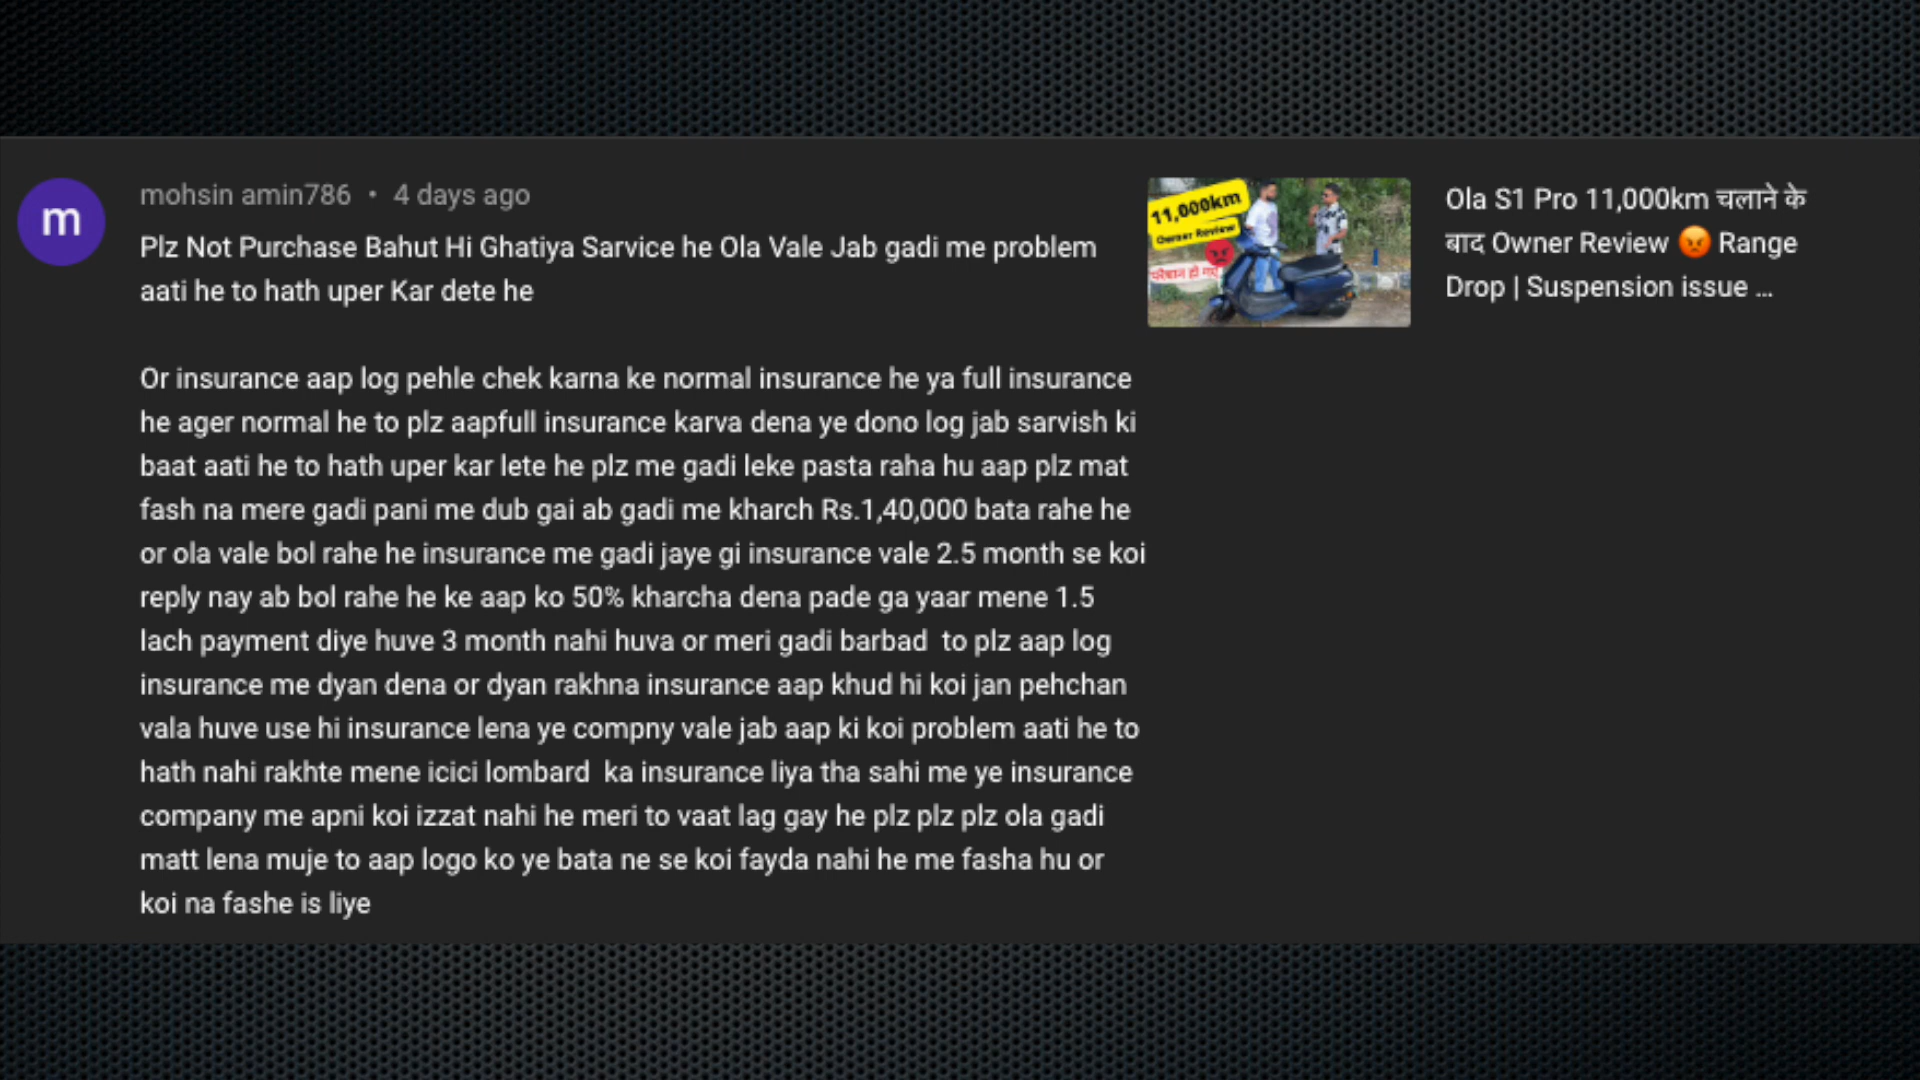 mohsin amin786 • 4 days ago
Plz Not Purchase Bahut Hi Ghatiya Sarvice he Ola Vale Jab gadi me problem
aati he to hath uper Kar dete he
Or insurance aap log pehle chek karna ke normal insurance he ya full insurance
he ager normal he to plz aapfull insurance karva dena ye dono log jab sarvish ki
baat aati he to hath uper kar lete he plz me gadi leke pasta raha hu aap plz mat
fash na mere gadi pani me dub gai ab gadi me kharch Rs.1,40,000 bata rahe he
or ola vale bol rahe he insurance me gadi jaye gi insurance vale 2.5 month se koi
reply nay ab bol rahe he ke aap ko 50% kharcha dena pade ga yaar mene 1.5
lach payment diye huve 3 month nahi huva or meri gadi barbad  to plz aap log
insurance me dyan dena or dyan rakhna insurance aap khud hi koi jan pehchan
vala huve use hi insurance lena ye compny vale jab aap ki koi problem aati he to
hath nahi rakhte mene icici lombard  ka insurance liya tha sahi me ye insurance
company me apni koi izzat nahi he meri to vaat lag gay he plz plz plz ola gadi
matt lena muje to aap logo ko ye bata ne se koi fayda nahi he me fasha hu or
koi na fashe is liye
m
11,000km
Owner Review
परेशान हो गए
Ola S1 Pro 11,000km चलाने के
बाद Owner Review 😡 Range
Drop | Suspension issue ...